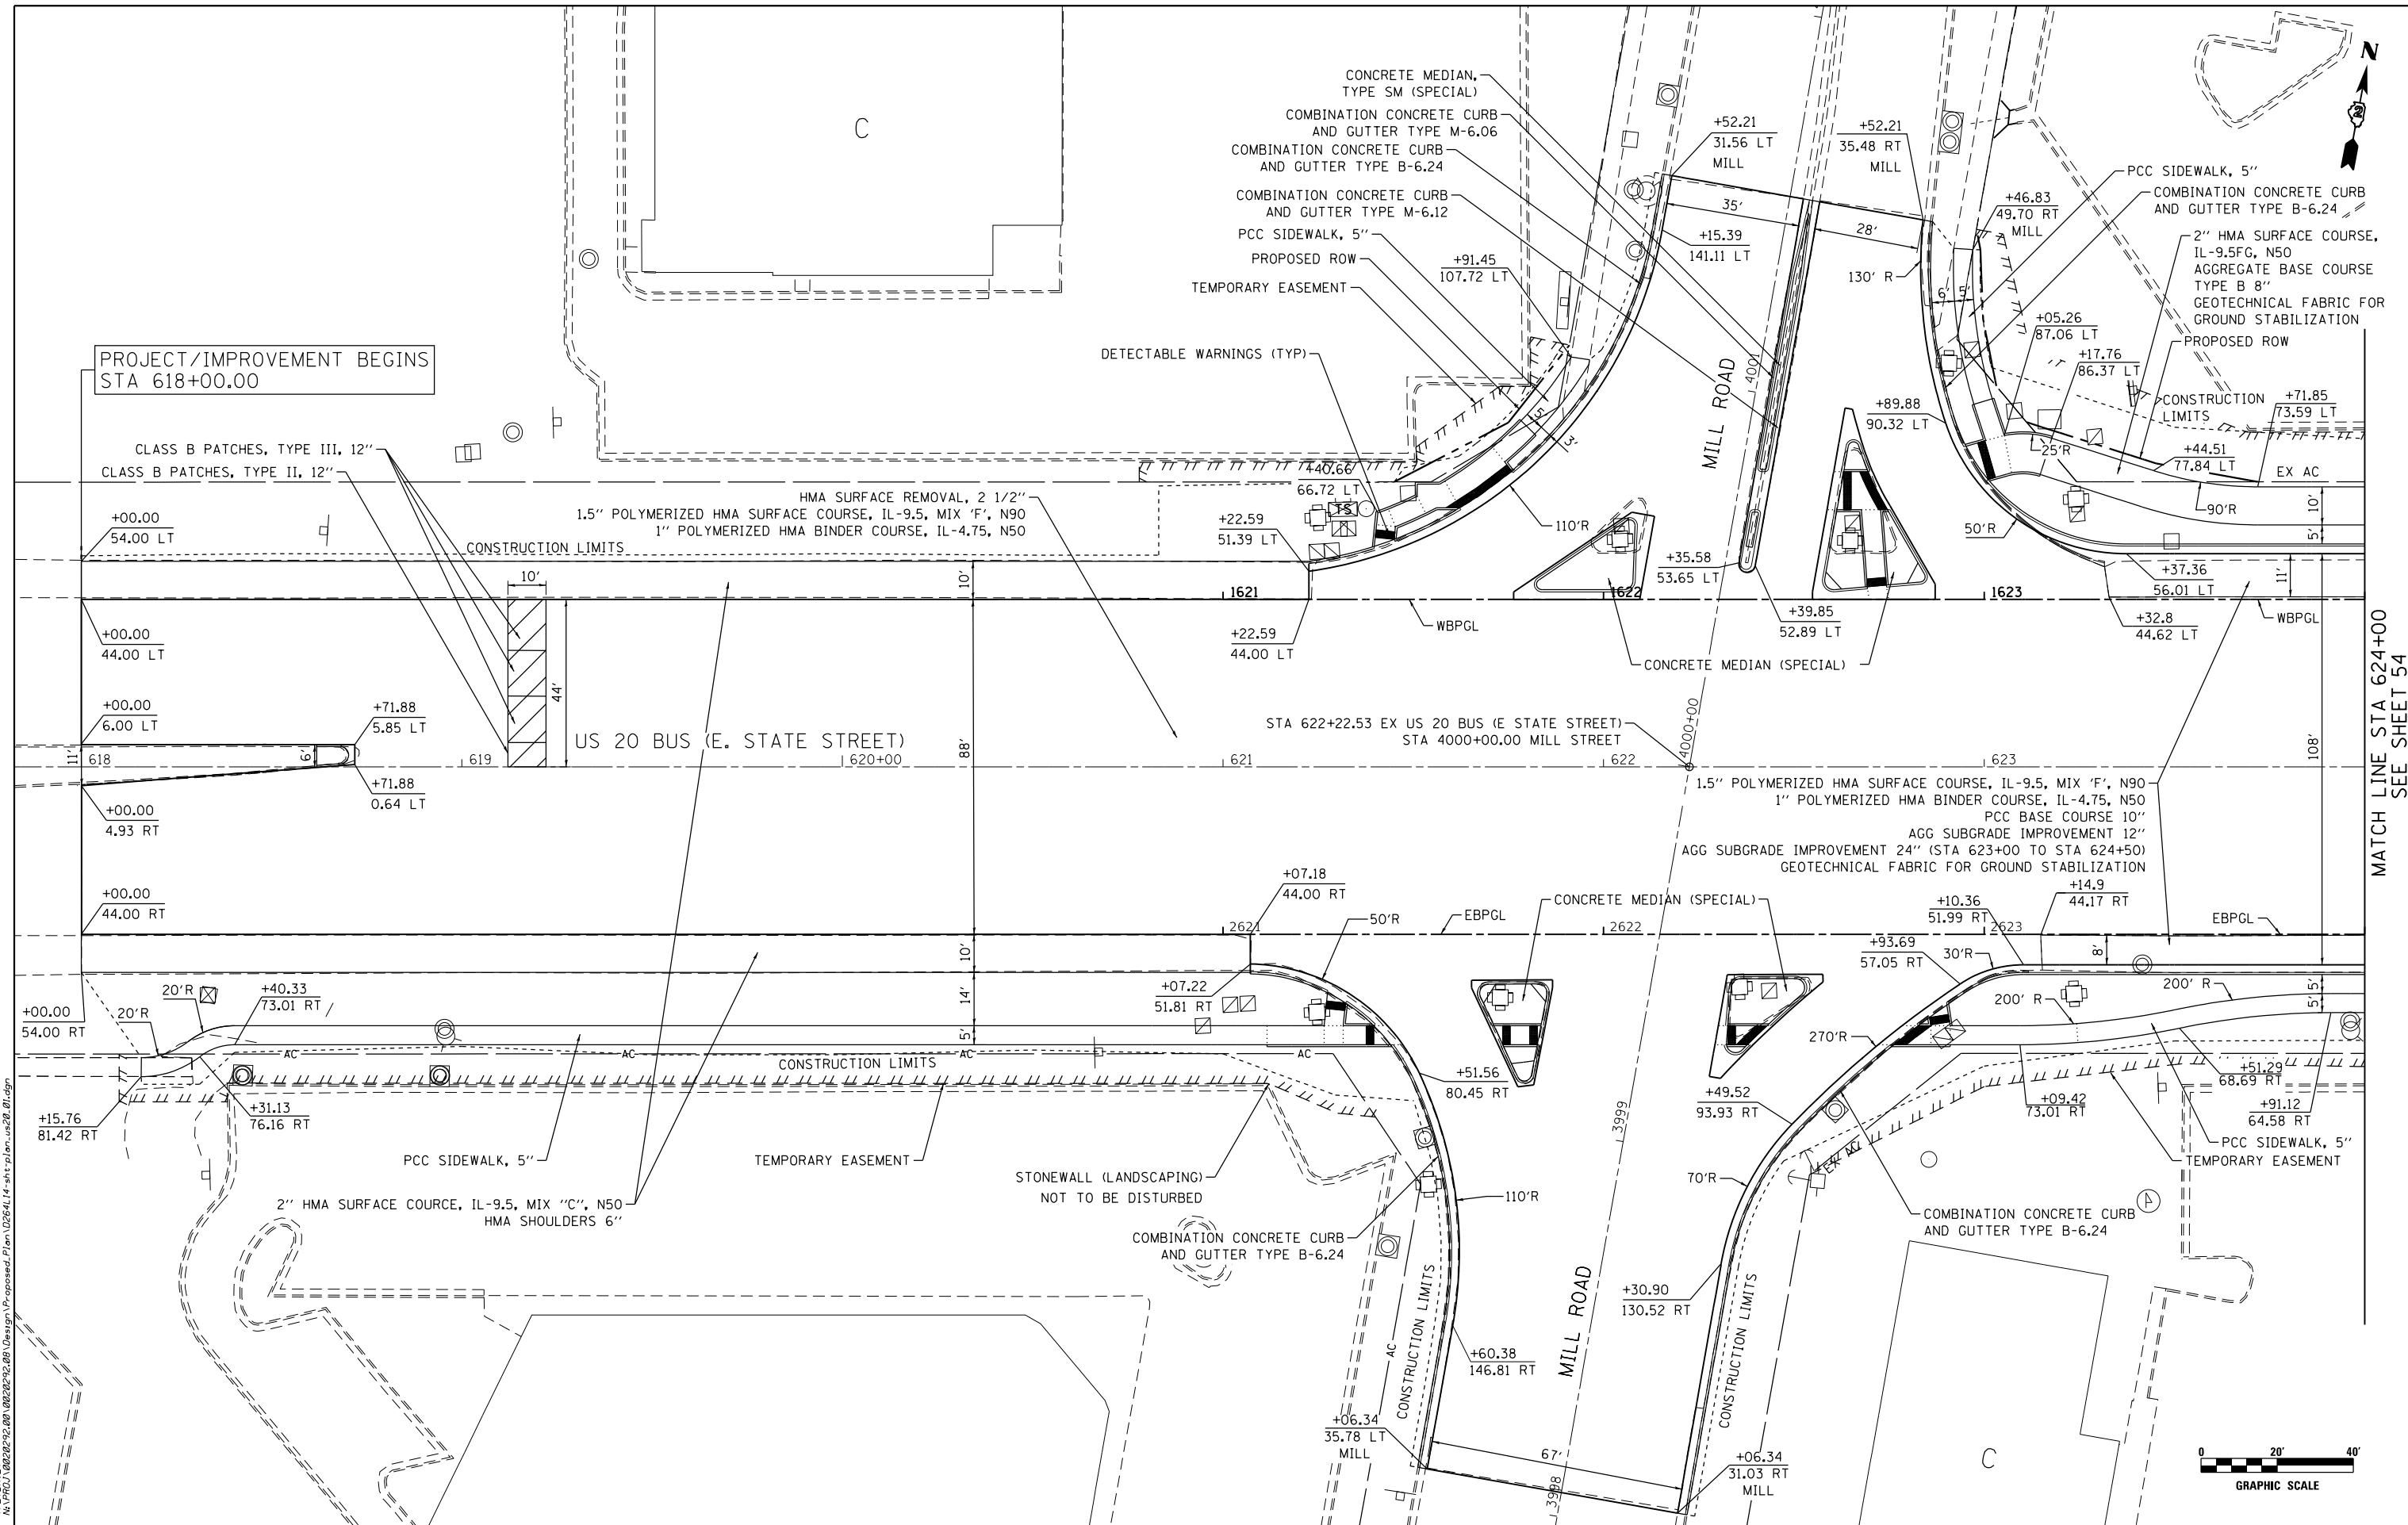 N
2
C
CONCRETE MEDIAN,
TYPE SM (SPECIAL)
COMBINATION CONCRETE CURB
AND GUTTER TYPE M-6.06
COMBINATION CONCRETE CURB
AND GUTTER TYPE B-6.24
COMBINATION CONCRETE CURB
AND GUTTER TYPE M-6.12
PCC SIDEWALK, 5"
PROPOSED ROW
TEMPORARY EASEMENT
DETECTABLE WARNINGS (TYP)
+52.21
31.56 LT
MILL
+52.21
35.48 RT
MILL
35'
28'
+15.39
141.11 LT
+91.45
107.72 LT
130' R
6'
5'
+46.83
49.70 RT
MILL
PCC SIDEWALK, 5"
COMBINATION CONCRETE CURB
AND GUTTER TYPE B-6.24
2" HMA SURFACE COURSE,
IL-9.5FG, N50
AGGREGATE BASE COURSE
TYPE B 8"
GEOTECHNICAL FABRIC FOR
GROUND STABILIZATION
PROPOSED ROW
+05.26
87.06 LT
+17.76
86.37 LT
CONSTRUCTION
LIMITS
+71.85
73.59 LT
+89.88
90.32 LT
25'R
+44.51
77.84 LT
EX AC
90'R
50'R
10'
5'
11'
+37.36
56.01 LT
+32.8
44.62 LT
WBPGL
MILL ROAD
4001
5'
3'
110'R
PROJECT/IMPROVEMENT BEGINS
STA 618+00.00
CLASS B PATCHES, TYPE III, 12"
CLASS B PATCHES, TYPE II, 12"
HMA SURFACE REMOVAL, 2 1/2"
1.5" POLYMERIZED HMA SURFACE COURSE, IL-9.5, MIX 'F', N90
1" POLYMERIZED HMA BINDER COURSE, IL-4.75, N50
+00.00
54.00 LT
CONSTRUCTION LIMITS
+40.66
66.72 LT
TS
+22.59
51.39 LT
10'
10'
1621
1622
1623
+35.58
53.65 LT
+39.85
52.89 LT
WBPGL
+22.59
44.00 LT
CONCRETE MEDIAN (SPECIAL)
+00.00
44.00 LT
44'
+00.00
6.00 LT
+71.88
5.85 LT
11'
618
6'
619
US 20 BUS (E. STATE STREET)
620+00
88'
621
622
623
STA 622+22.53 EX US 20 BUS (E STATE STREET)
STA 4000+00.00 MILL STREET
4000+00
+71.88
0.64 LT
+00.00
4.93 RT
1.5" POLYMERIZED HMA SURFACE COURSE, IL-9.5, MIX 'F', N90
1" POLYMERIZED HMA BINDER COURSE, IL-4.75, N50
PCC BASE COURSE 10"
AGG SUBGRADE IMPROVEMENT 12"
AGG SUBGRADE IMPROVEMENT 24" (STA 623+00 TO STA 624+50)
GEOTECHNICAL FABRIC FOR GROUND STABILIZATION
108'
MATCH LINE STA 624+00
SEE SHEET 54
+00.00
44.00 RT
+07.18
44.00 RT
50'R
EBPGL
CONCRETE MEDIAN (SPECIAL)
+10.36
51.99 RT
+14.9
44.17 RT
EBPGL
2621
2622
2623
10'
+93.69
57.05 RT
30'R
8'
+00.00
54.00 RT
20'R
20'R
+40.33
73.01 RT
14'
5'
+07.22
51.81 RT
200' R
200' R
5'
5'
270'R
AC
AC
AC
AC
CONSTRUCTION LIMITS
+15.76
81.42 RT
+31.13
76.16 RT
+51.56
80.45 RT
+49.52
93.93 RT
+09.42
73.01 RT
+51.29
68.69 RT
+91.12
64.58 RT
3999
PCC SIDEWALK, 5"
TEMPORARY EASEMENT
STONEWALL (LANDSCAPING)
NOT TO BE DISTURBED
EX AC
PCC SIDEWALK, 5"
TEMPORARY EASEMENT
2" HMA SURFACE COURCE, IL-9.5, MIX "C", N50
HMA SHOULDERS 6"
110'R
70'R
COMBINATION CONCRETE CURB
AND GUTTER TYPE B-6.24
COMBINATION CONCRETE CURB
AND GUTTER TYPE B-6.24
P
CONSTRUCTION LIMITS
AC
MILL ROAD
CONSTRUCTION LIMITS
+30.90
130.52 RT
+60.38
146.81 RT
+06.34
35.78 LT
MILL
67'
3998
+06.34
31.03 RT
MILL
C
0 20' 40'
GRAPHIC SCALE